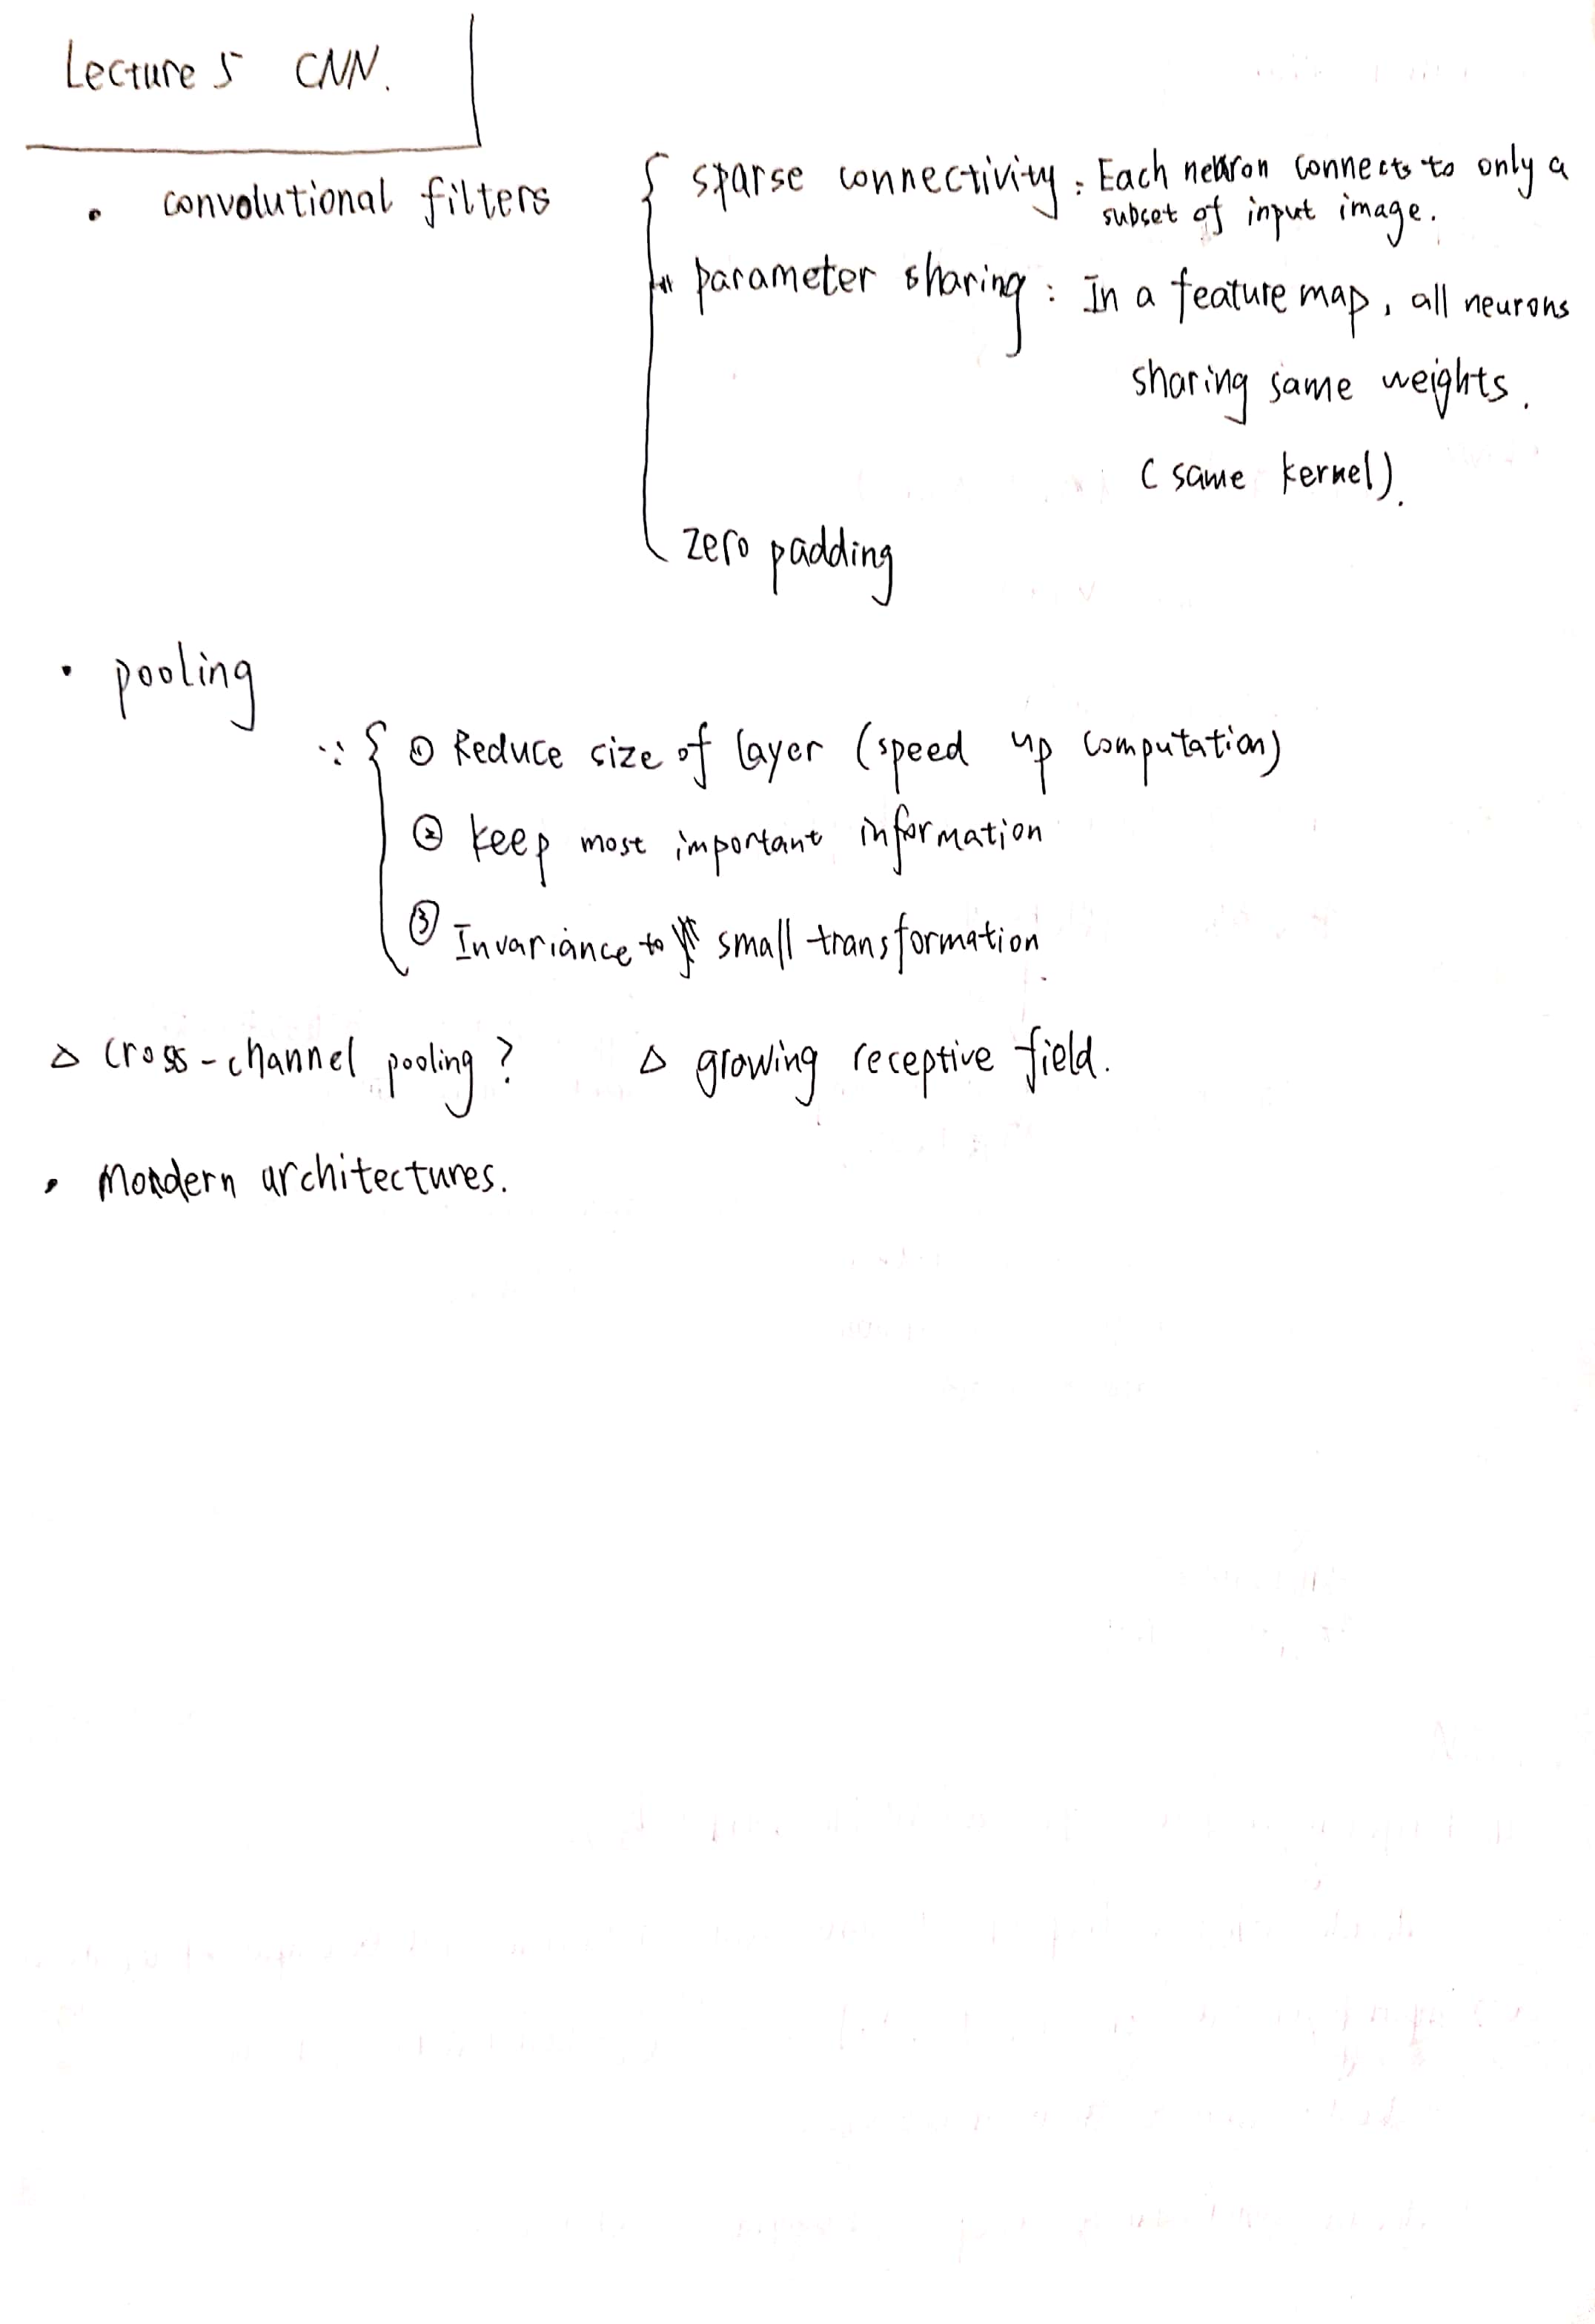 Lecture 5 CNN.
• convolutional filters
sparse connectivity : Each neuron connects to only a
subset of input image.
parameter sharing : In a feature map, all neurons
sharing same weights.
(same kernel).
zero padding
• pooling
∵ { ① Reduce size of layer (speed up computation)
② keep most important information
③ Invariance to small transformation
△ cross-channel pooling ? △ growing receptive field.
• Mordern architectures.